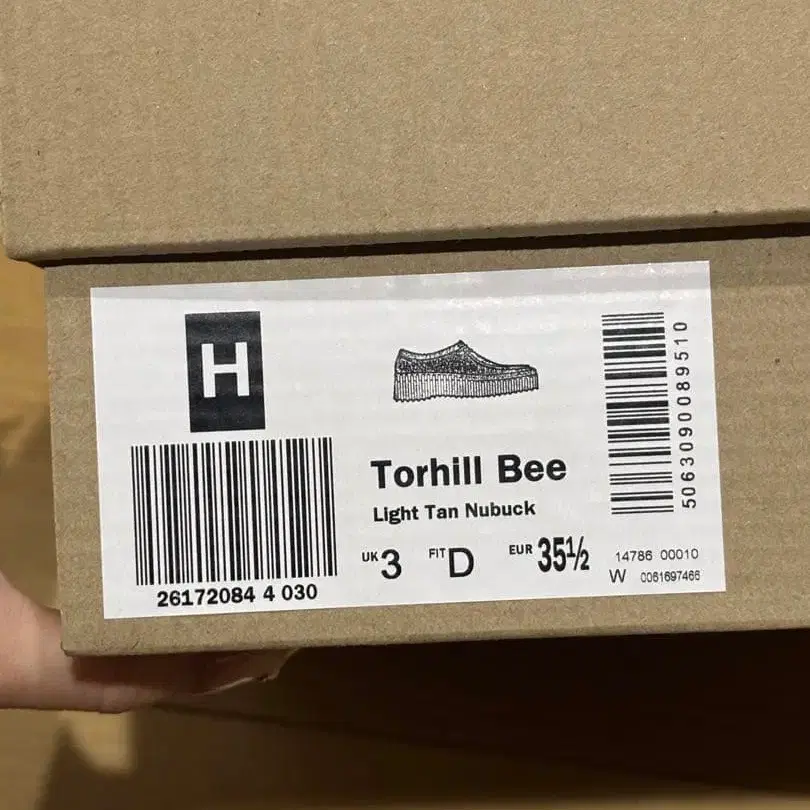 H
26172084 4 030
Torhill Bee
Light Tan Nubuck
UK 3 FIT D EUR 35½
5063090089510
14786 00010
W 0061697466